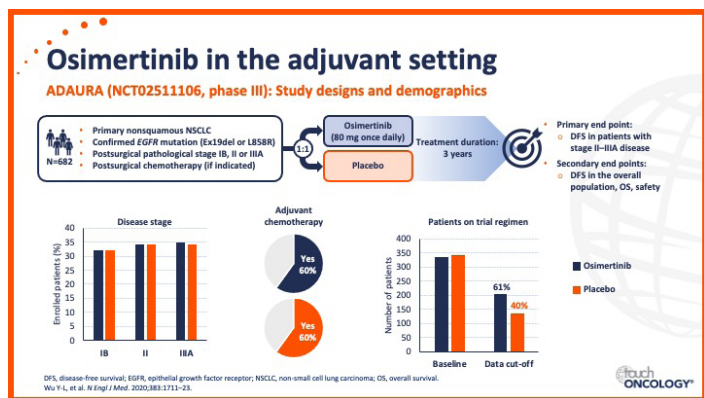 Osimertinib in the adjuvant setting
ADAURA (NCT02511106, phase III): Study designs and demographics
N=682
• Primary nonsquamous NSCLC
• Confirmed EGFR mutation (Ex19del or L858R)
• Postsurgical pathological stage IB, II or IIIA
• Postsurgical chemotherapy (if indicated)
1:1
Osimertinib
(80 mg once daily)
Placebo
Treatment duration:
3 years
• Primary end point:
o DFS in patients with
stage II–IIIA disease
• Secondary end points:
o DFS in the overall
population, OS, safety
Disease stage
Enrolled patients (%)
40
35
30
25
20
15
10
5
0
IB
II
IIIA
Adjuvant
chemotherapy
Yes
60%
Yes
60%
Patients on trial regimen
Number of patients
400
350
300
250
200
150
100
50
0
61%
40%
Baseline
Data cut-off
Osimertinib
Placebo
DFS, disease-free survival; EGFR, epithelial growth factor receptor; NSCLC, non-small cell lung carcinoma; OS, overall survival.
Wu Y-L, et al. N Engl J Med. 2020;383:1711–23.
touch
ONCOLOGY®